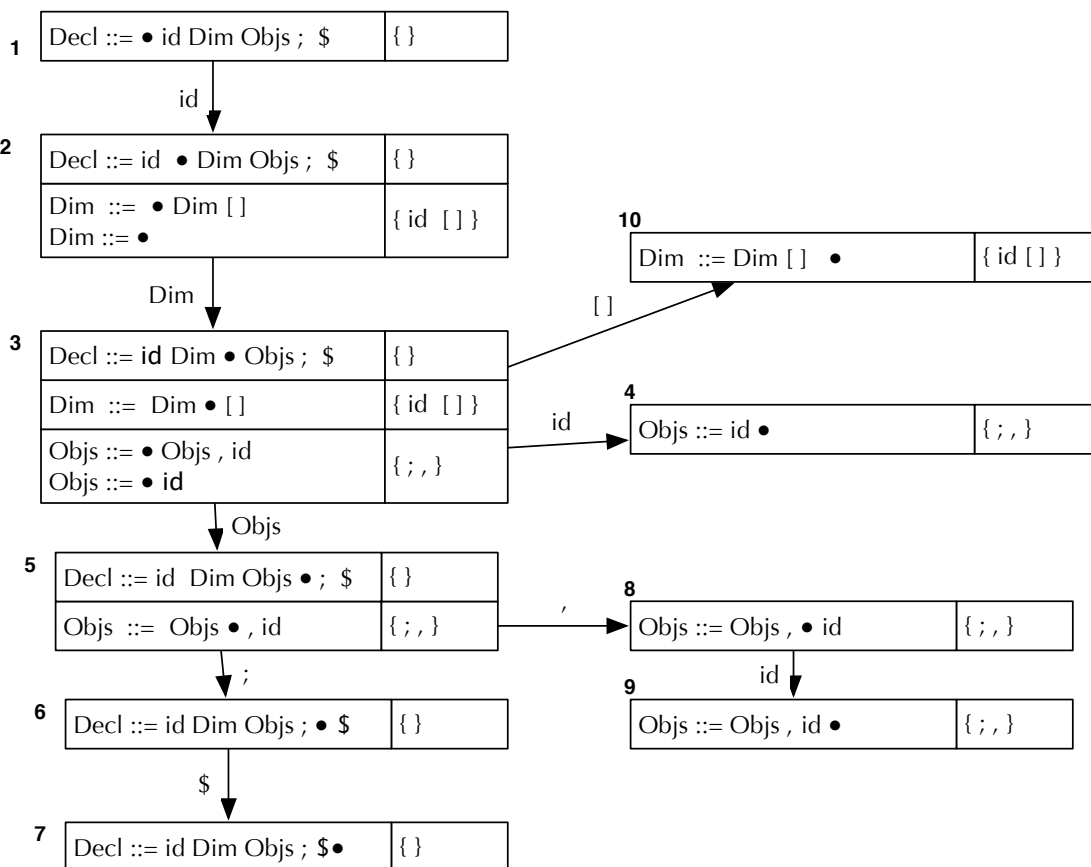 1
Decl ::= ● id Dim Objs ; $ { }
id
2
Decl ::= id ● Dim Objs ; $ { }
Dim ::= ● Dim [ ]
Dim ::= ●
{ id [ ] }
Dim
10
Dim ::= Dim [ ] ● { id [ ] }
[ ]
3
Decl ::= id Dim ● Objs ; $ { }
Dim ::= Dim ● [ ] { id [ ] }
Objs ::= ● Objs , id
Objs ::= ● id
{ ; , }
id
4
Objs ::= id ● { ; , }
Objs
5
Decl ::= id Dim Objs ● ; $ { }
Objs ::= Objs ● , id { ; , }
,
8
Objs ::= Objs , ● id { ; , }
;
id
6
Decl ::= id Dim Objs ; ● $ { }
9
Objs ::= Objs , id ● { ; , }
$
7
Decl ::= id Dim Objs ; $● { }